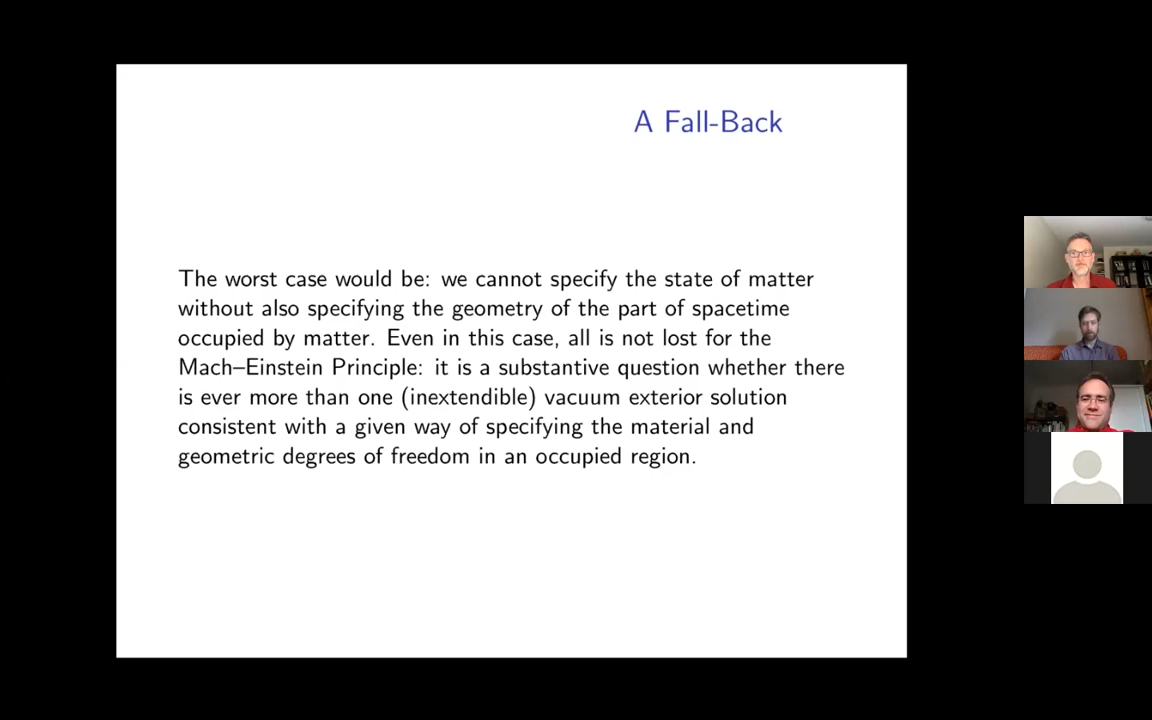 A Fall-Back
The worst case would be: we cannot specify the state of matter
without also specifying the geometry of the part of spacetime
occupied by matter. Even in this case, all is not lost for the
Mach–Einstein Principle: it is a substantive question whether there
is ever more than one (inextendible) vacuum exterior solution
consistent with a given way of specifying the material and
geometric degrees of freedom in an occupied region.